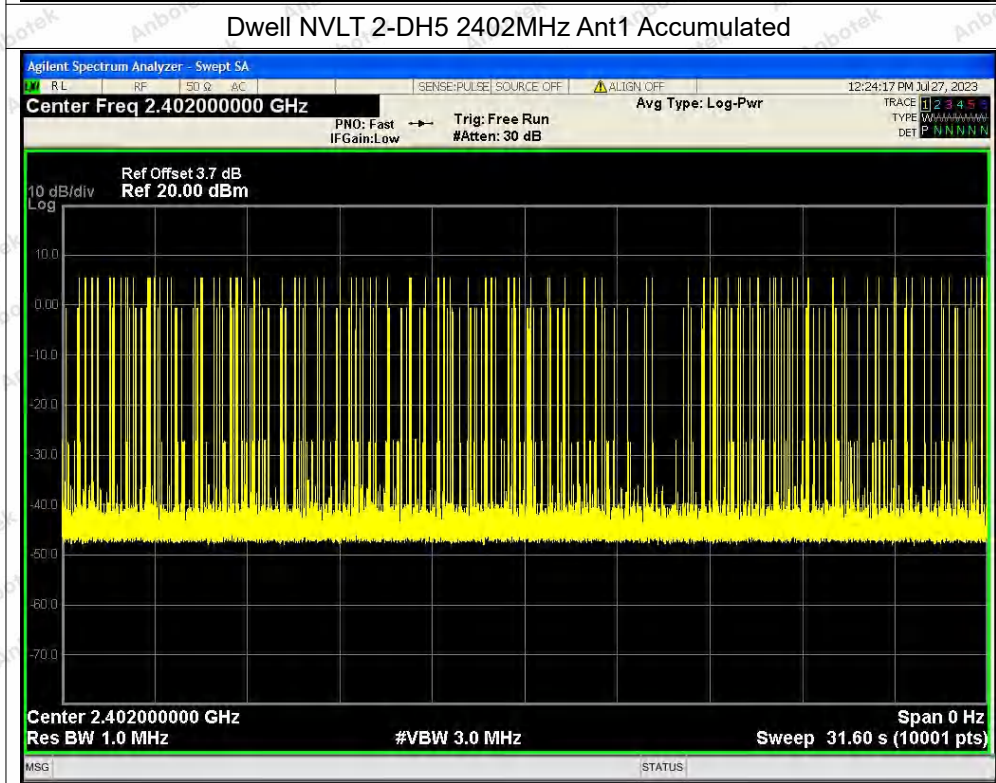 Dwell NVLT 2-DH5 2402MHz Ant1 Accumulated
Agilent Spectrum Analyzer - Swept SA
RL RF 50 Ω AC SENSE:PULSE SOURCE OFF ALIGN OFF 12:24:17 PM Jul 27, 2023
Center Freq 2.402000000 GHz Avg Type: Log-Pwr TRACE 1 2 3 4 5 6
PNO: Fast Trig: Free Run TYPE
IFGain:Low #Atten: 30 dB DET P N N N N N
Ref Offset 3.7 dB
10 dB/div Ref 20.00 dBm
Log
10.0
0.00
-10.0
-20.0
-30.0
-40.0
-50.0
-60.0
-70.0
Center 2.402000000 GHz Span 0 Hz
Res BW 1.0 MHz #VBW 3.0 MHz Sweep 31.60 s (10001 pts)
MSG STATUS
Anbotek